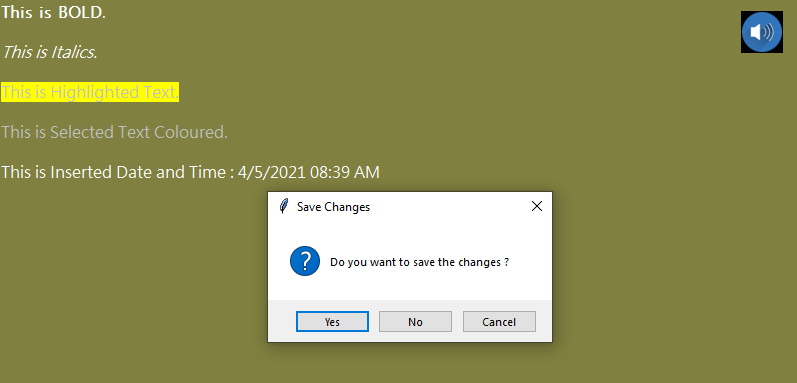 This is BOLD.
This is Italics.
This is Highlighted Text.
This is Selected Text Coloured.
This is Inserted Date and Time : 4/5/2021 08:39 AM
Save Changes
Do you want to save the changes ?
Yes
No
Cancel